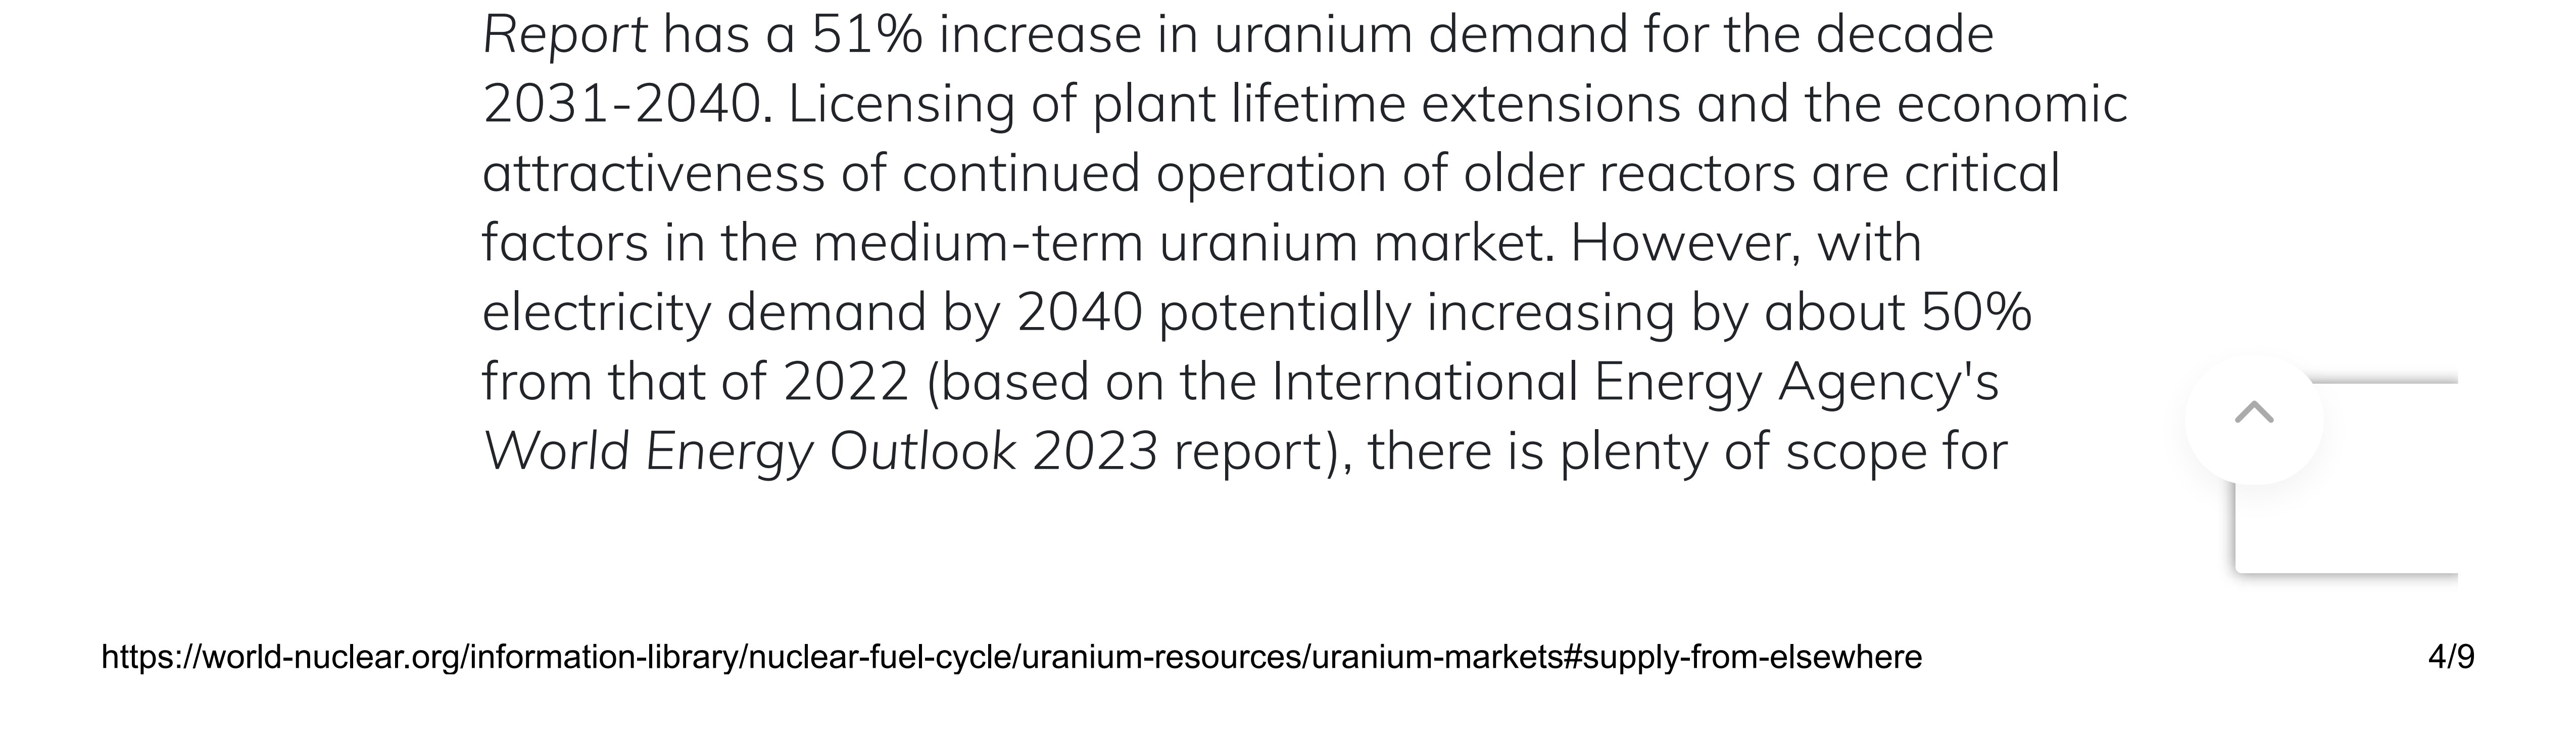 Report has a 51% increase in uranium demand for the decade
2031-2040. Licensing of plant lifetime extensions and the economic
attractiveness of continued operation of older reactors are critical
factors in the medium-term uranium market. However, with
electricity demand by 2040 potentially increasing by about 50%
from that of 2022 (based on the International Energy Agency's
World Energy Outlook 2023 report), there is plenty of scope for
https://world-nuclear.org/information-library/nuclear-fuel-cycle/uranium-resources/uranium-markets#supply-from-elsewhere 4/9